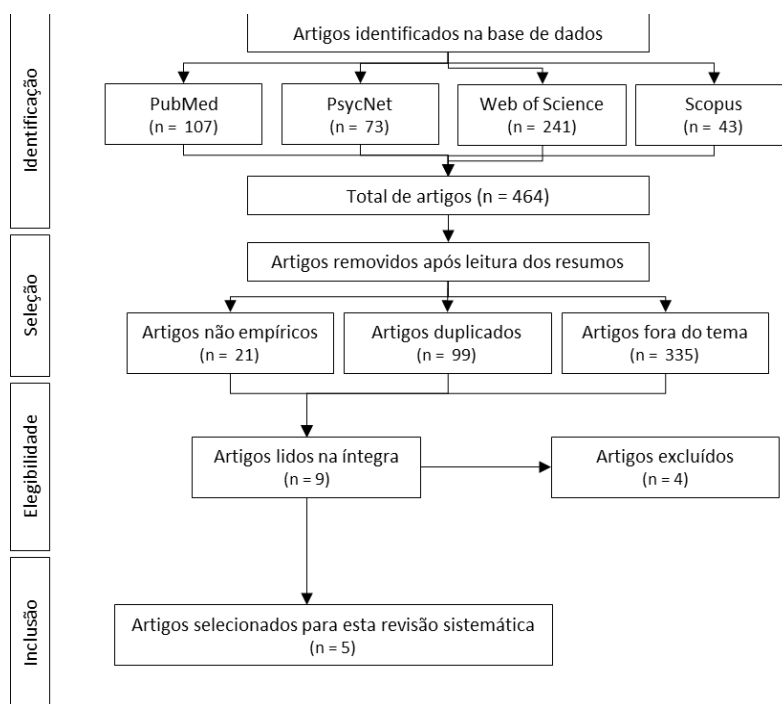 Identificação
Artigos identificados na base de dados
PubMed
(n = 107)
PsycNet
(n = 73)
Web of Science
(n = 241)
Scopus
(n = 43)
Total de artigos (n = 464)
Seleção
Artigos removidos após leitura dos resumos
Artigos não empíricos
(n = 21)
Artigos duplicados
(n = 99)
Artigos fora do tema
(n = 335)
Elegibilidade
Artigos lidos na íntegra
(n = 9)
Artigos excluídos
(n = 4)
Inclusão
Artigos selecionados para esta revisão sistemática
(n = 5)